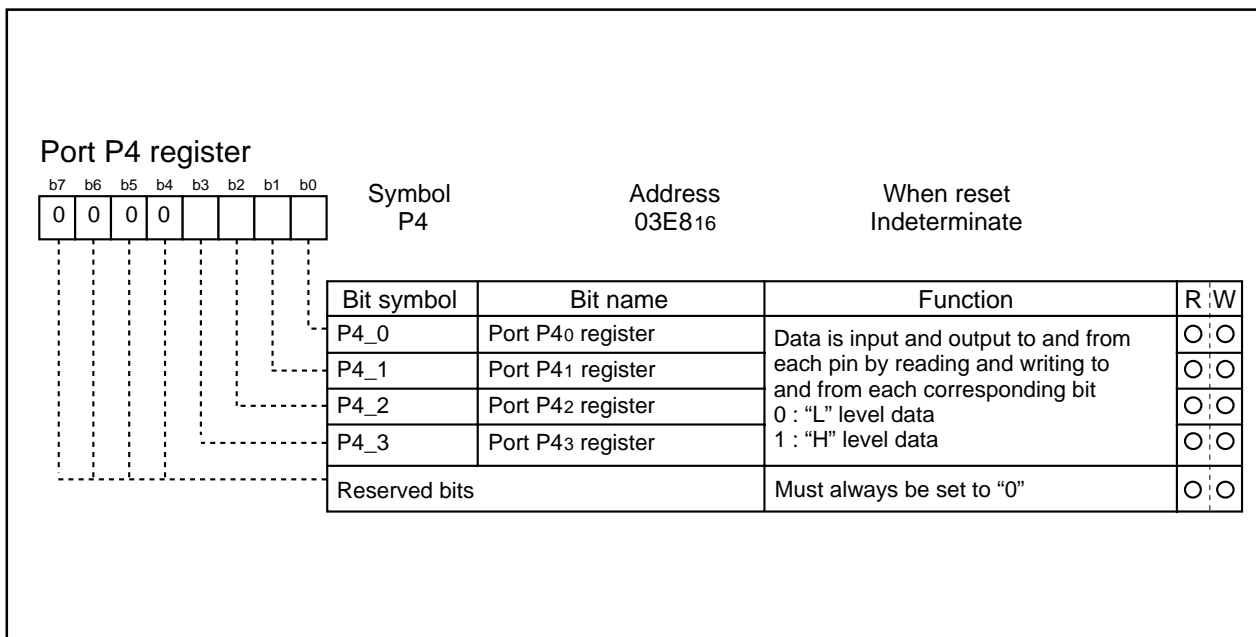 Port P4 register
b7 b6 b5 b4 b3 b2 b1 b0
0 0 0 0
Symbol Address When reset
P4 03E816 Indeterminate
Bit symbol Bit name Function R W
P4_0 Port P40 register
P4_1 Port P41 register
P4_2 Port P42 register
P4_3 Port P43 register
Data is input and output to and from
each pin by reading and writing to
and from each corresponding bit
0 : “L” level data
1 : “H” level data
Reserved bits Must always be set to “0”